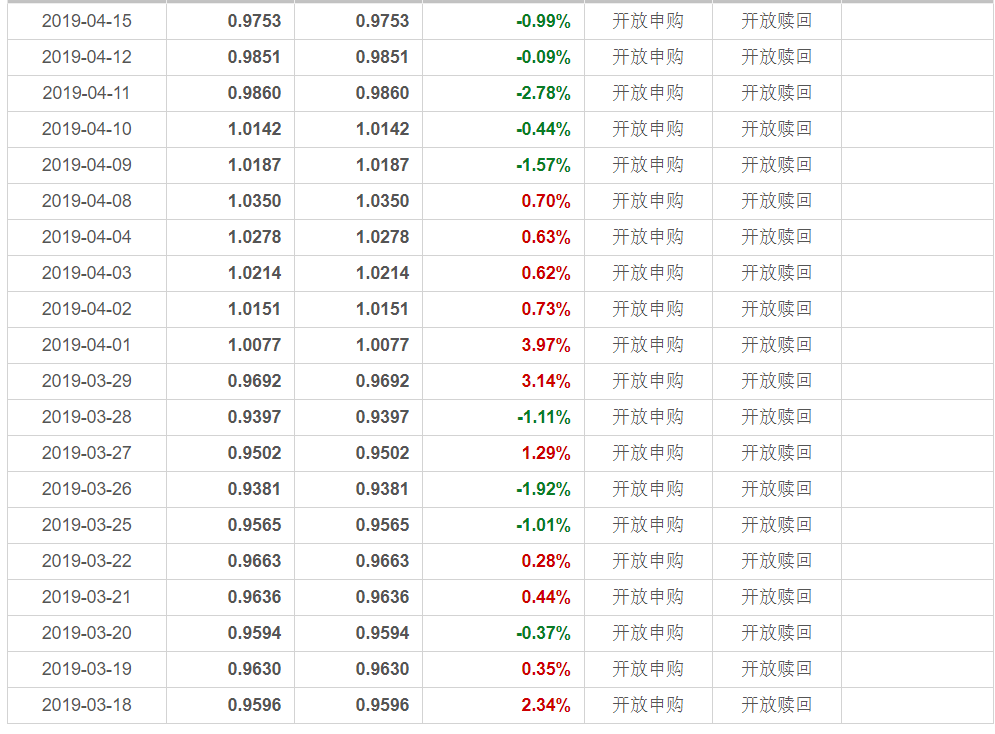 2019-04-15 0.9753 0.9753 -0.99% 开放申购 开放赎回
2019-04-12 0.9851 0.9851 -0.09% 开放申购 开放赎回
2019-04-11 0.9860 0.9860 -2.78% 开放申购 开放赎回
2019-04-10 1.0142 1.0142 -0.44% 开放申购 开放赎回
2019-04-09 1.0187 1.0187 -1.57% 开放申购 开放赎回
2019-04-08 1.0350 1.0350 0.70% 开放申购 开放赎回
2019-04-04 1.0278 1.0278 0.63% 开放申购 开放赎回
2019-04-03 1.0214 1.0214 0.62% 开放申购 开放赎回
2019-04-02 1.0151 1.0151 0.73% 开放申购 开放赎回
2019-04-01 1.0077 1.0077 3.97% 开放申购 开放赎回
2019-03-29 0.9692 0.9692 3.14% 开放申购 开放赎回
2019-03-28 0.9397 0.9397 -1.11% 开放申购 开放赎回
2019-03-27 0.9502 0.9502 1.29% 开放申购 开放赎回
2019-03-26 0.9381 0.9381 -1.92% 开放申购 开放赎回
2019-03-25 0.9565 0.9565 -1.01% 开放申购 开放赎回
2019-03-22 0.9663 0.9663 0.28% 开放申购 开放赎回
2019-03-21 0.9636 0.9636 0.44% 开放申购 开放赎回
2019-03-20 0.9594 0.9594 -0.37% 开放申购 开放赎回
2019-03-19 0.9630 0.9630 0.35% 开放申购 开放赎回
2019-03-18 0.9596 0.9596 2.34% 开放申购 开放赎回